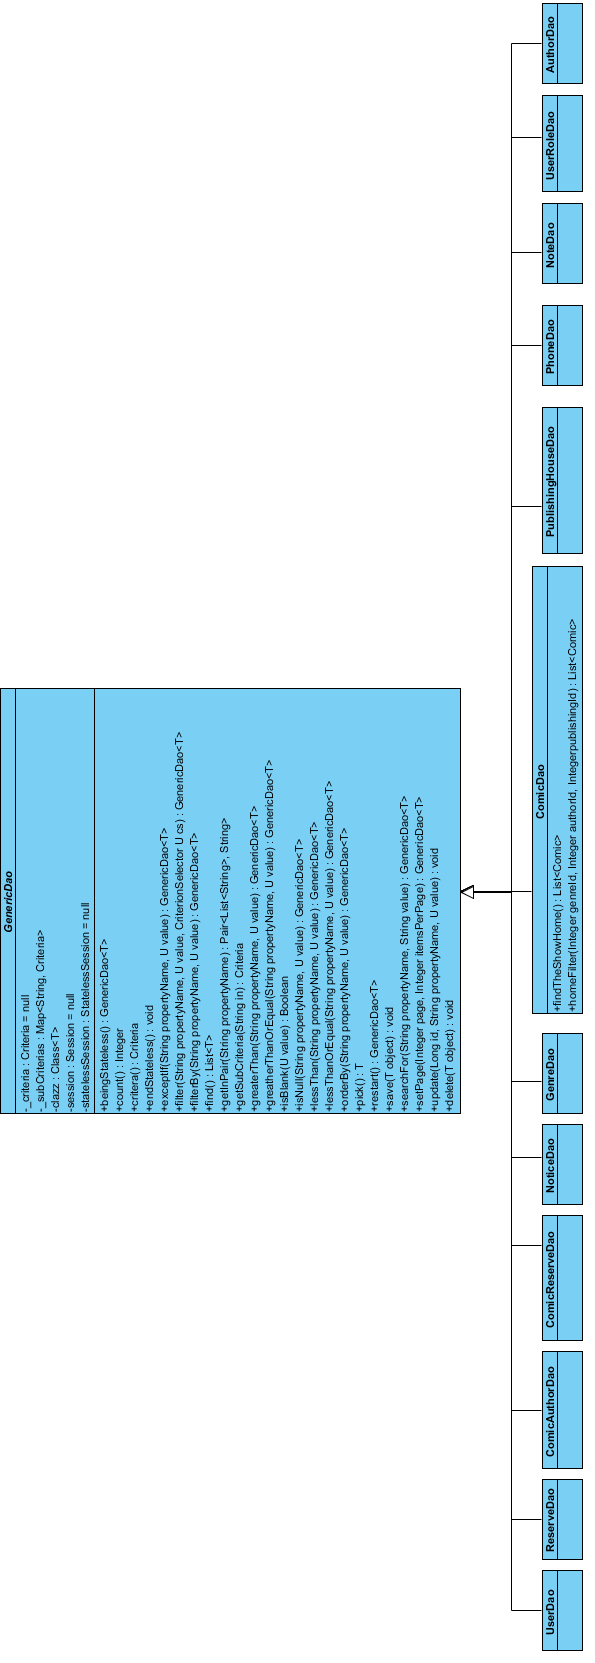 GenericDao
-_criteria : Criteria = null
-_subCriterias : Map<String, Criteria>
-clazz : Class<T>
-session : Session = null
-statelesSession : StatelesSession = null
+beingStateless() : GenericDao<T>
+count() : Integer
+critera() : Criteria
+endStateless() : void
+exceptIf(String propertyName, U value) : GenericDao<T>
+filter(String propertyName, U value, CriterionSelector U cs) : GenericDao<T>
+filterBy(String propertyName, U value) : GenericDao<T>
+find() : List<T>
+getInPair(String propertyName) : Pair<List<String>, String>
+getSubCriteria(String in) : Criteria
+greaterThan(String propertyName, U value) : GenericDao<T>
+greatherThanOrEqual(String propertyName, U value) : GenericDao<T>
+isBlank(U value) : Boolean
+isNull(String propertyName, U value) : GenericDao<T>
+lessThan(String propertyName, U value) : GenericDao<T>
+lessThanOrEqual(String propertyName, U value) : GenericDao<T>
+orderBy(String propertyName, U value) : GenericDao<T>
+pick() : T
+restart() : GenericDao<T>
+save(T object) : void
+searchFor(String propertyName, String value) : GenericDao<T>
+setPage(Integer page, Integer itemsPerPage) : GenericDao<T>
+update(Long id, String propertyName, U value) : void
+delete(T object) : void
UserDao
ReserveDao
ComicAuthorDao
ComicReserveDao
NoticeDao
GenreDao
ComicDao
+findTheShowHome() : List<Comic>
+homeFilter(Integer genreId, Integer authorId, IntegerpublishingId) : List<Comic>
PublishingHouseDao
PhoneDao
NoteDao
UserRoleDao
AuthorDao